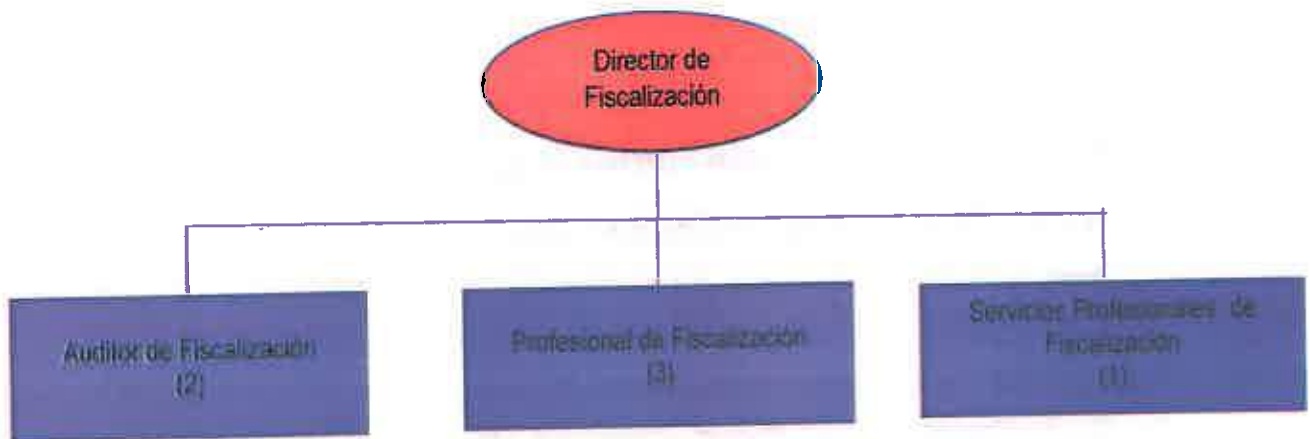 Director de
Fiscalización
Auditor de Fiscalización
(2)
Profesional de Fiscalización
(3)
Servicios Profesionales de
Fiscalización
(1)